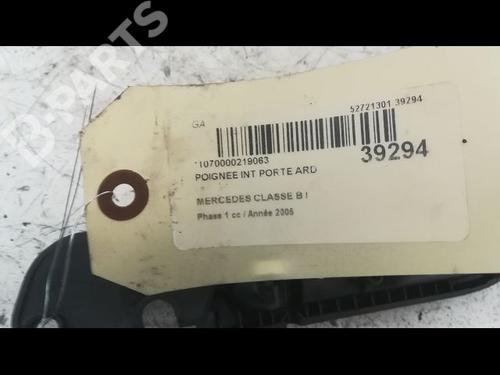 B-PARTS
GA
52721301 39294
*1070000219063
39294
POIGNEE INT PORTE ARD
MERCEDES CLASSE B I
Phase 1 cc / Année 2005